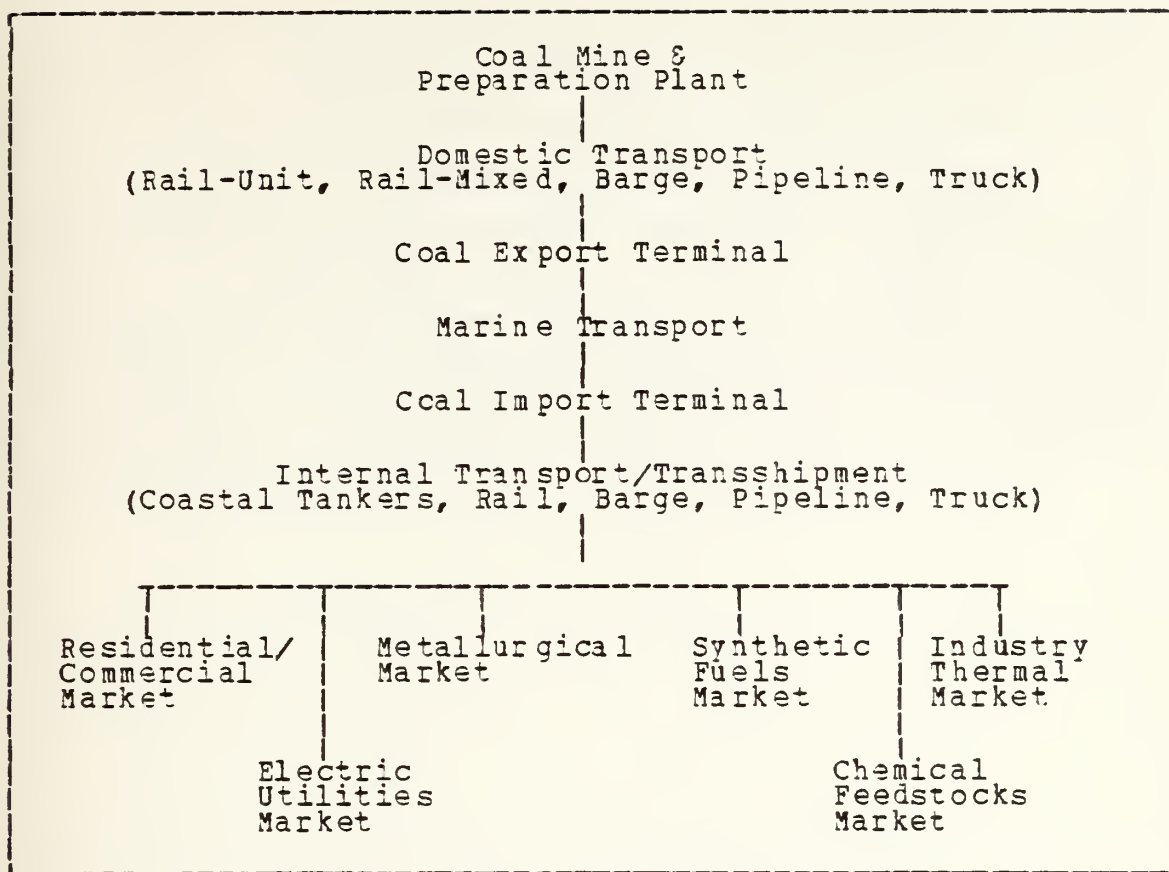 Coal Mine &
Preparation Plant
Domestic Transport
(Rail-Unit, Rail-Mixed, Barge, Pipeline, Truck)
Coal Export Terminal
Marine Transport
Coal Import Terminal
Internal Transport/Transshipment
(Coastal Tankers, Rail, Barge, Pipeline, Truck)
Residential/
Commercial
Market
Metallurgical
Market
Synthetic
Fuels
Market
Industry
Thermal
Market
Electric
Utilities
Market
Chemical
Feedstocks
Market